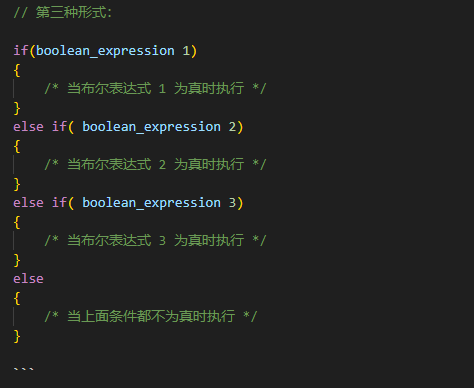 // 第三种形式:
if(boolean_expression 1)
{
/* 当布尔表达式 1 为真时执行 */
}
else if( boolean_expression 2)
{
/* 当布尔表达式 2 为真时执行 */
}
else if( boolean_expression 3)
{
/* 当布尔表达式 3 为真时执行 */
}
else
{
/* 当上面条件都不为真时执行 */
}
```